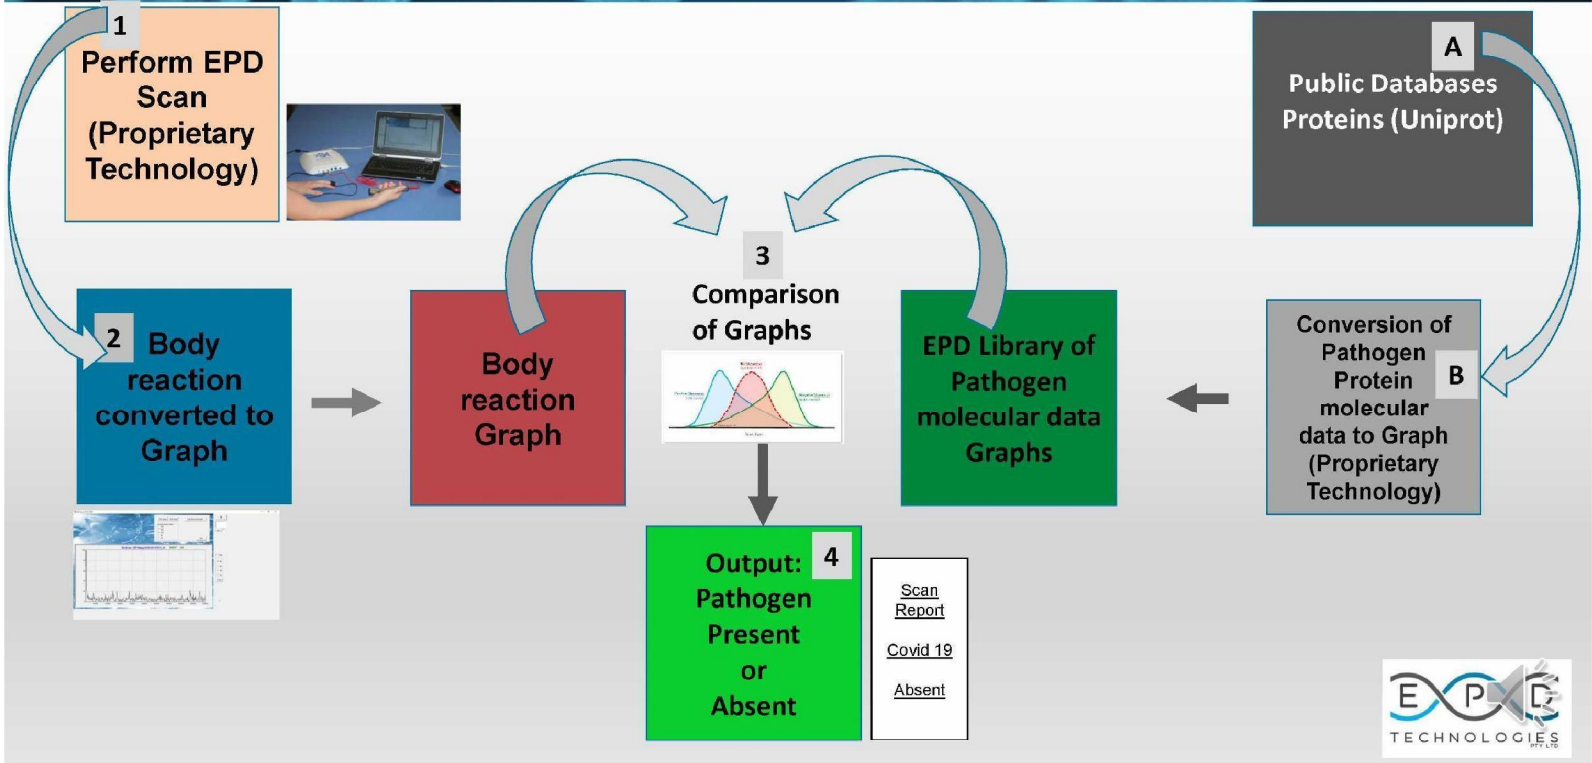 1
Perform EPD
Scan
(Proprietary
Technology)
A
Public Databases
Proteins (Uniprot)
2
Body
reaction
converted to
Graph
Body
reaction
Graph
3
Comparison
of Graphs
EPD Library of
Pathogen
molecular data
Graphs
B
Conversion of
Pathogen
Protein
molecular
data to Graph
(Proprietary
Technology)
4
Output:
Pathogen
Present
or
Absent
Scan
Report
Covid 19
Absent
E P D
TECHNOLOGIES
PTY LTD